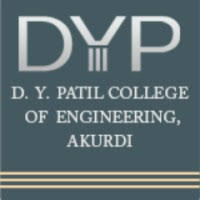 DYP
D. Y. PATIL COLLEGE
OF ENGINEERING,
AKURDI